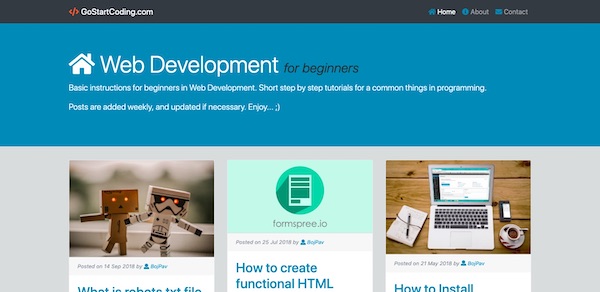 </> GoStartCoding.com
Home About Contact
Web Development for beginners
Basic instructions for beginners in Web Development. Short step by step tutorials for a common things in programming.
Posts are added weekly, and updated if necessary. Enjoy... ;)
formspree.io
Posted on 14 Sep 2018 by BojPav
What is robots.txt file
Posted on 25 Jul 2018 by BojPav
How to create
functional HTML
Posted on 21 May 2018 by BojPav
How to Install